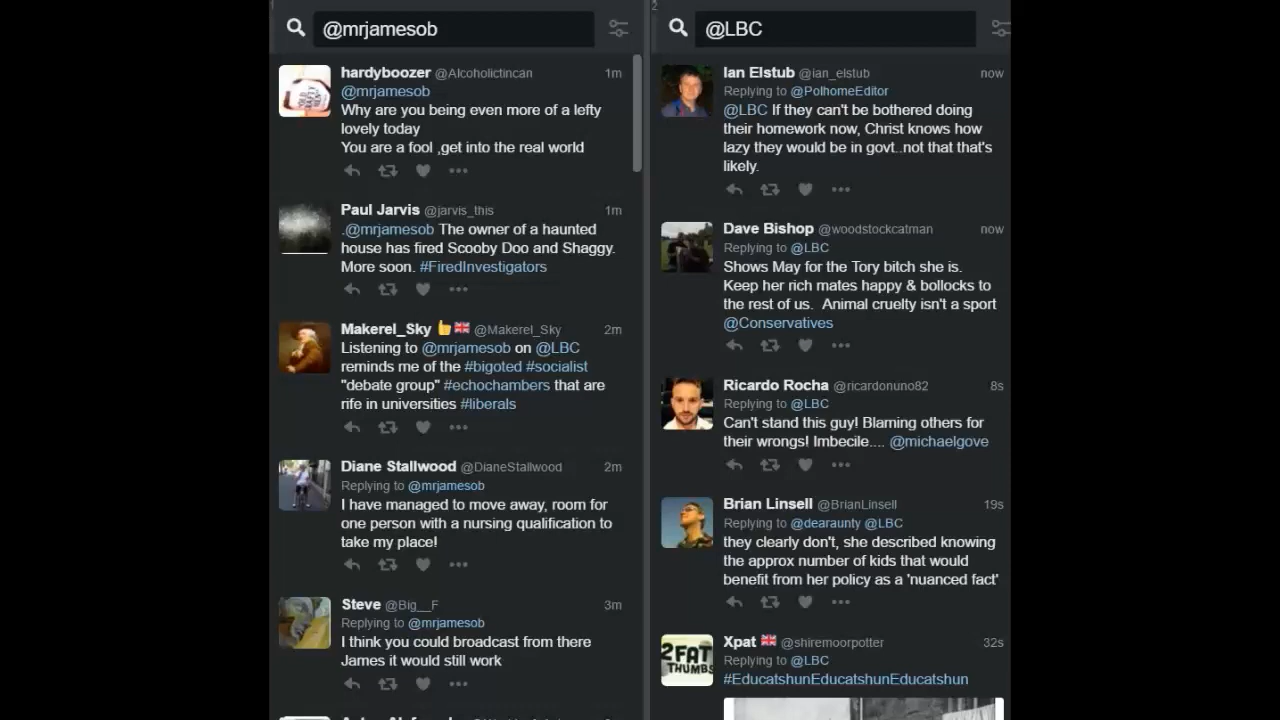 1
@mrjamesob
hardyboozer @Alcoholictincan 1m
@mrjamesob
Why are you being even more of a lefty
lovely today
You are a fool ,get into the real world
Paul Jarvis @jarvis_this 1m
.@mrjamesob The owner of a haunted
house has fired Scooby Doo and Shaggy.
More soon. #FiredInvestigators
Makerel_Sky 👍🇬🇧 @Makerel_Sky 2m
Listening to @mrjamesob on @LBC
reminds me of the #bigoted #socialist
"debate group" #echochambers that are
rife in universities #liberals
Diane Stallwood @DianeStallwood 2m
Replying to @mrjamesob
I have managed to move away, room for
one person with a nursing qualification to
take my place!
Steve @Big__F 3m
Replying to @mrjamesob
I think you could broadcast from there
James it would still work
2
@LBC
Ian Elstub @ian_elstub now
Replying to @PolhomeEditor
@LBC If they can't be bothered doing
their homework now, Christ knows how
lazy they would be in govt..not that that's
likely.
Dave Bishop @woodstockcatman now
Replying to @LBC
Shows May for the Tory bitch she is.
Keep her rich mates happy & bollocks to
the rest of us. Animal cruelty isn't a sport
@Conservatives
Ricardo Rocha @ricardonuno82 8s
Replying to @LBC
Can't stand this guy! Blaming others for
their wrongs! Imbecile.... @michaelgove
Brian Linsell @BrianLinsell 19s
Replying to @dearaunty @LBC
they clearly don't, she described knowing
the approx number of kids that would
benefit from her policy as a 'nuanced fact'
2FAT
THUMBS
Xpat 🇬🇧 @shiremoorpotter 32s
Replying to @LBC
#EducatshunEducatshunEducatshun